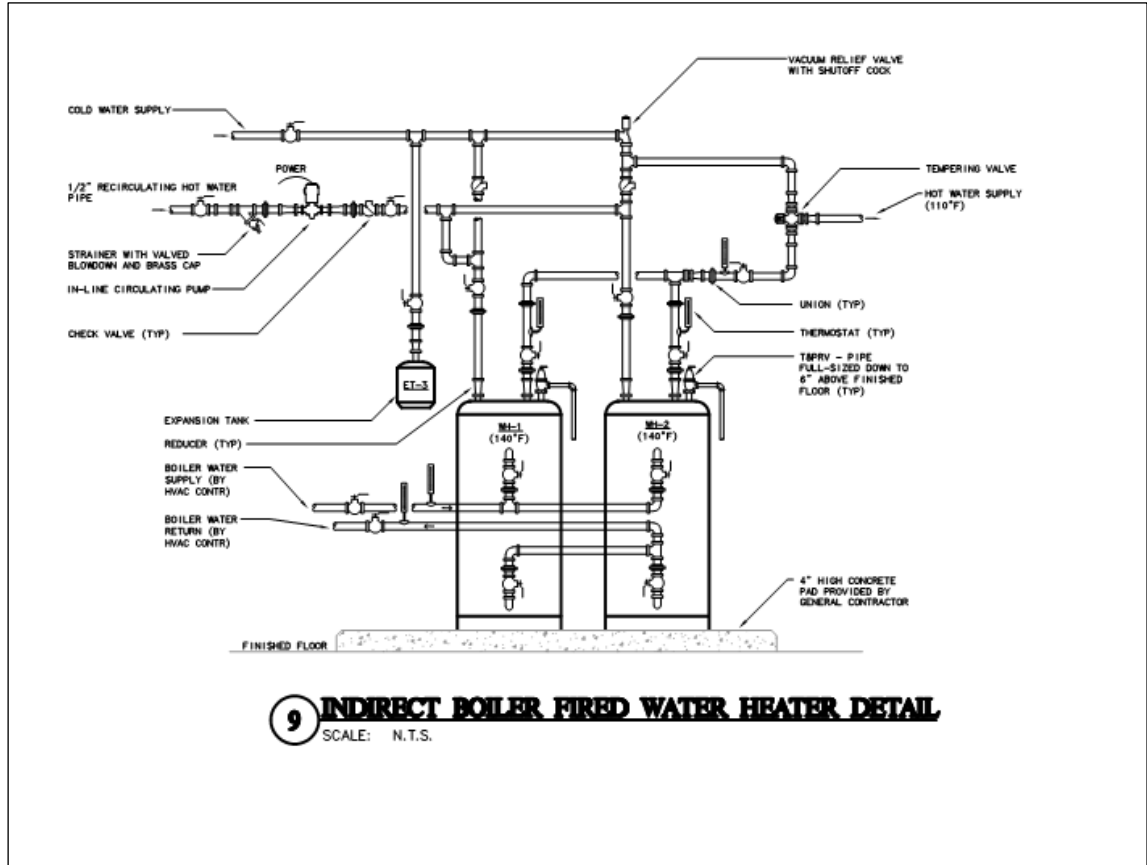 VACUUM RELIEF VALVE
WITH SHUTOFF COCK
COLD WATER SUPPLY
POWER
TEMPERING VALVE
1/2" RECIRCULATING HOT WATER
PIPE
HOT WATER SUPPLY
(110°F)
STRAINER WITH VALVED
BLOWDOWN AND BRASS CAP
IN-LINE CIRCULATING PUMP
UNION (TYP)
CHECK VALVE (TYP)
THERMOSTAT (TYP)
T&PRV - PIPE
FULL-SIZED DOWN TO
6" ABOVE FINISHED
FLOOR (TYP)
ET-3
EXPANSION TANK
WH-1
(140°F)
WH-2
(140°F)
REDUCER (TYP)
BOILER WATER
SUPPLY (BY
HVAC CONTR)
BOILER WATER
RETURN (BY
HVAC CONTR)
4" HIGH CONCRETE
PAD PROVIDED BY
GENERAL CONTRACTOR
FINISHED FLOOR
9 INDIRECT BOILER FIRED WATER HEATER DETAIL
SCALE: N.T.S.